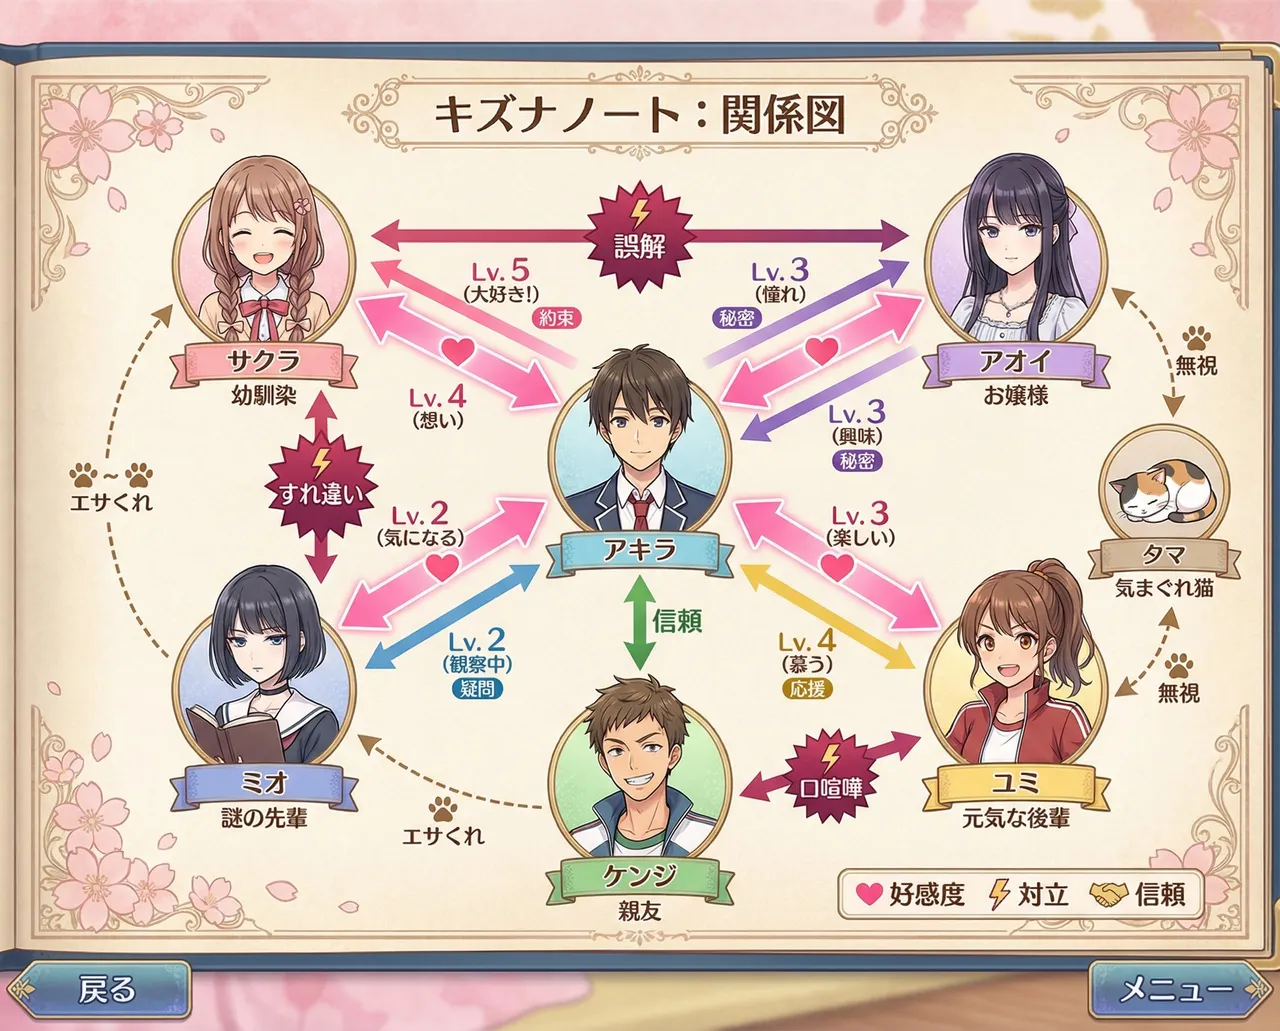 キズナノート：関係図
誤解
Lv. 5
(大好き!)
約束
Lv. 3
(憧れ)
秘密
サクラ
幼馴染
アオイ
お嬢様
無視
Lv. 4
(想い)
Lv. 3
(興味)
秘密
エサくれ
すれ違い
Lv. 2
(気になる)
アキラ
Lv. 3
(楽しい)
タマ
気まぐれ猫
信頼
Lv. 2
(観察中)
疑問
Lv. 4
(慕う)
応援
無視
ミオ
謎の先輩
エサくれ
口喧嘩
ユミ
元気な後輩
ケンジ
親友
好感度 対立 信頼
戻る
メニュー